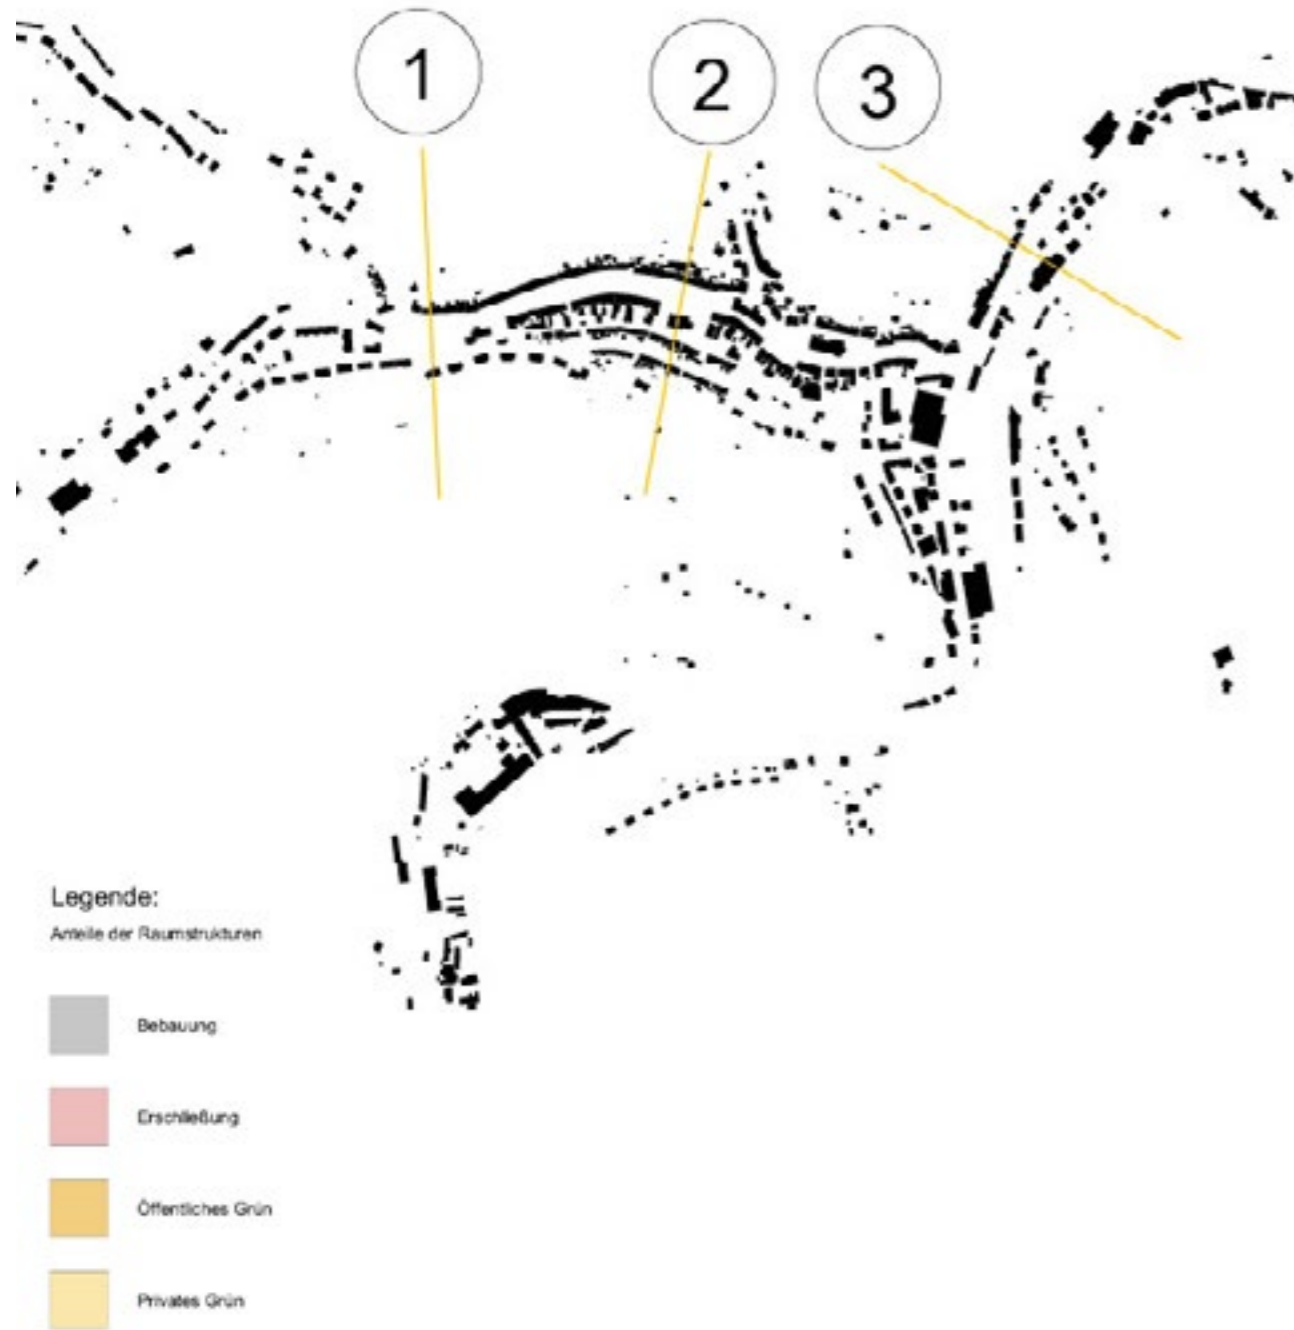 1
2
3
Legende:
Anteile der Raumstrukturen
Bebauung
Erschließung
Öffentliches Grün
Privates Grün